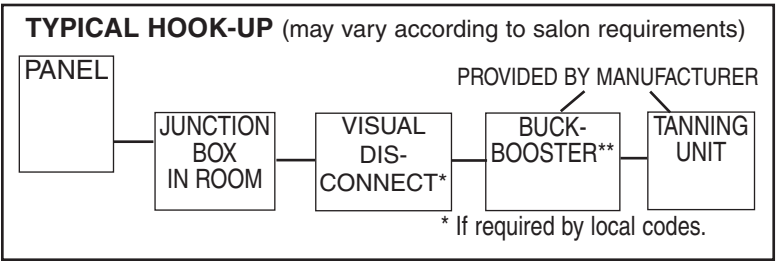 TYPICAL HOOK-UP (may vary according to salon requirements)
PANEL
PROVIDED BY MANUFACTURER
JUNCTION
BOX
IN ROOM
VISUAL
DIS-
CONNECT*
BUCK-
BOOSTER**
TANNING
UNIT
* If required by local codes.